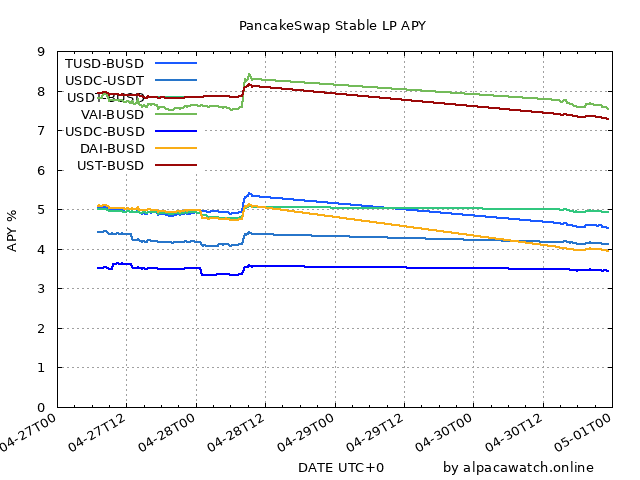 PancakeSwap Stable LP APY
APY %
9
8
7
6
5
4
3
2
1
0
TUSD-BUSD
USDC-USDT
USDT-BUSD
VAI-BUSD
USDC-BUSD
DAI-BUSD
UST-BUSD
04-27T00
04-27T12
04-28T00
04-28T12
04-29T00
04-29T12
04-30T00
04-30T12
05-01T00
DATE UTC+0
by alpacawatch.online